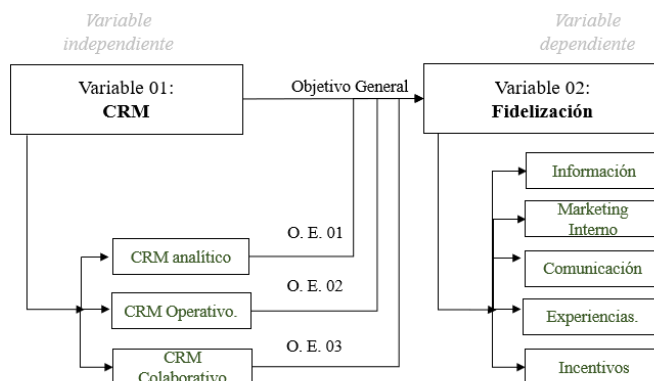 Variable
independiente
Variable
dependiente
Variable 01:
CRM
Objetivo General
Variable 02:
Fidelización
Información
Marketing
Interno
O. E. 01
CRM analítico
Comunicación
O. E. 02
CRM Operativo.
Experiencias.
O. E. 03
CRM
Colaborativo
Incentivos